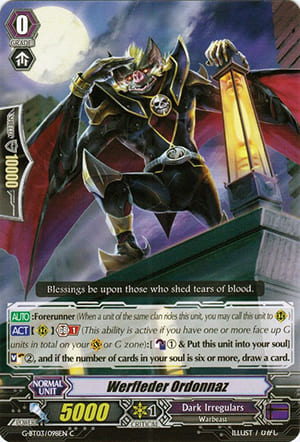 0
GRADE
SHIELD
10000
Blessings be upon those who shed tears of blood.
AUTO:Forerunner (When a unit of the same clan rides this unit, you may call this unit to (R))
ACT [(R)] GB1 (This ability is active if you have one or more face up G
units in total on your (V) or G zone):[1 & Put this unit into your soul]
(2), and if the number of cards in your soul is six or more, draw a card.
NORMAL
UNIT
Werfleder Ordonnaz
POWER
5000
1
CRITICAL
Dark Irregulars
Warbeast
G-BT03/098EN C
ILLUST /